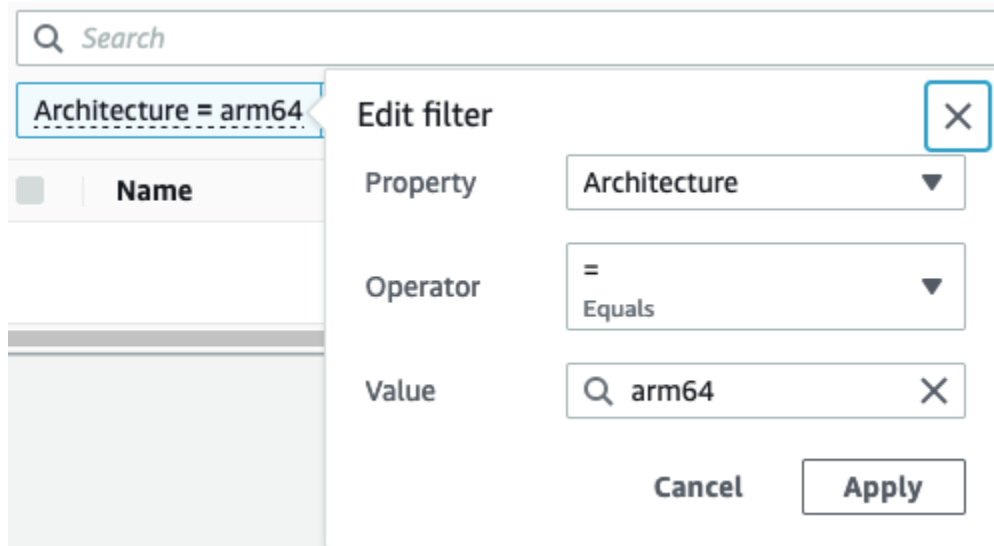 Search
Architecture = arm64
Edit filter
Property
Architecture
Name
Operator
=
Equals
Value
arm64
Cancel
Apply